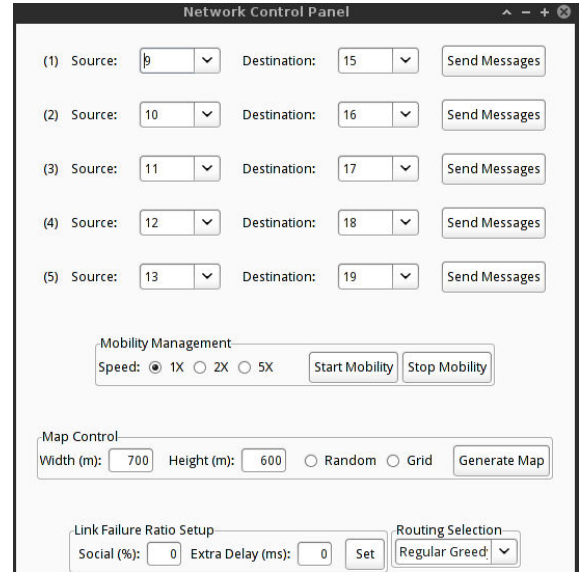 Network Control Panel
(1) Source: 9 Destination: 15 Send Messages
(2) Source: 10 Destination: 16 Send Messages
(3) Source: 11 Destination: 17 Send Messages
(4) Source: 12 Destination: 18 Send Messages
(5) Source: 13 Destination: 19 Send Messages
Mobility Management
Speed: 1X 2X 5X Start Mobility Stop Mobility
Map Control
Width (m): 700 Height (m): 600 Random Grid Generate Map
Link Failure Ratio Setup Routing Selection
Social (%): 0 Extra Delay (ms): 0 Set Regular Greed